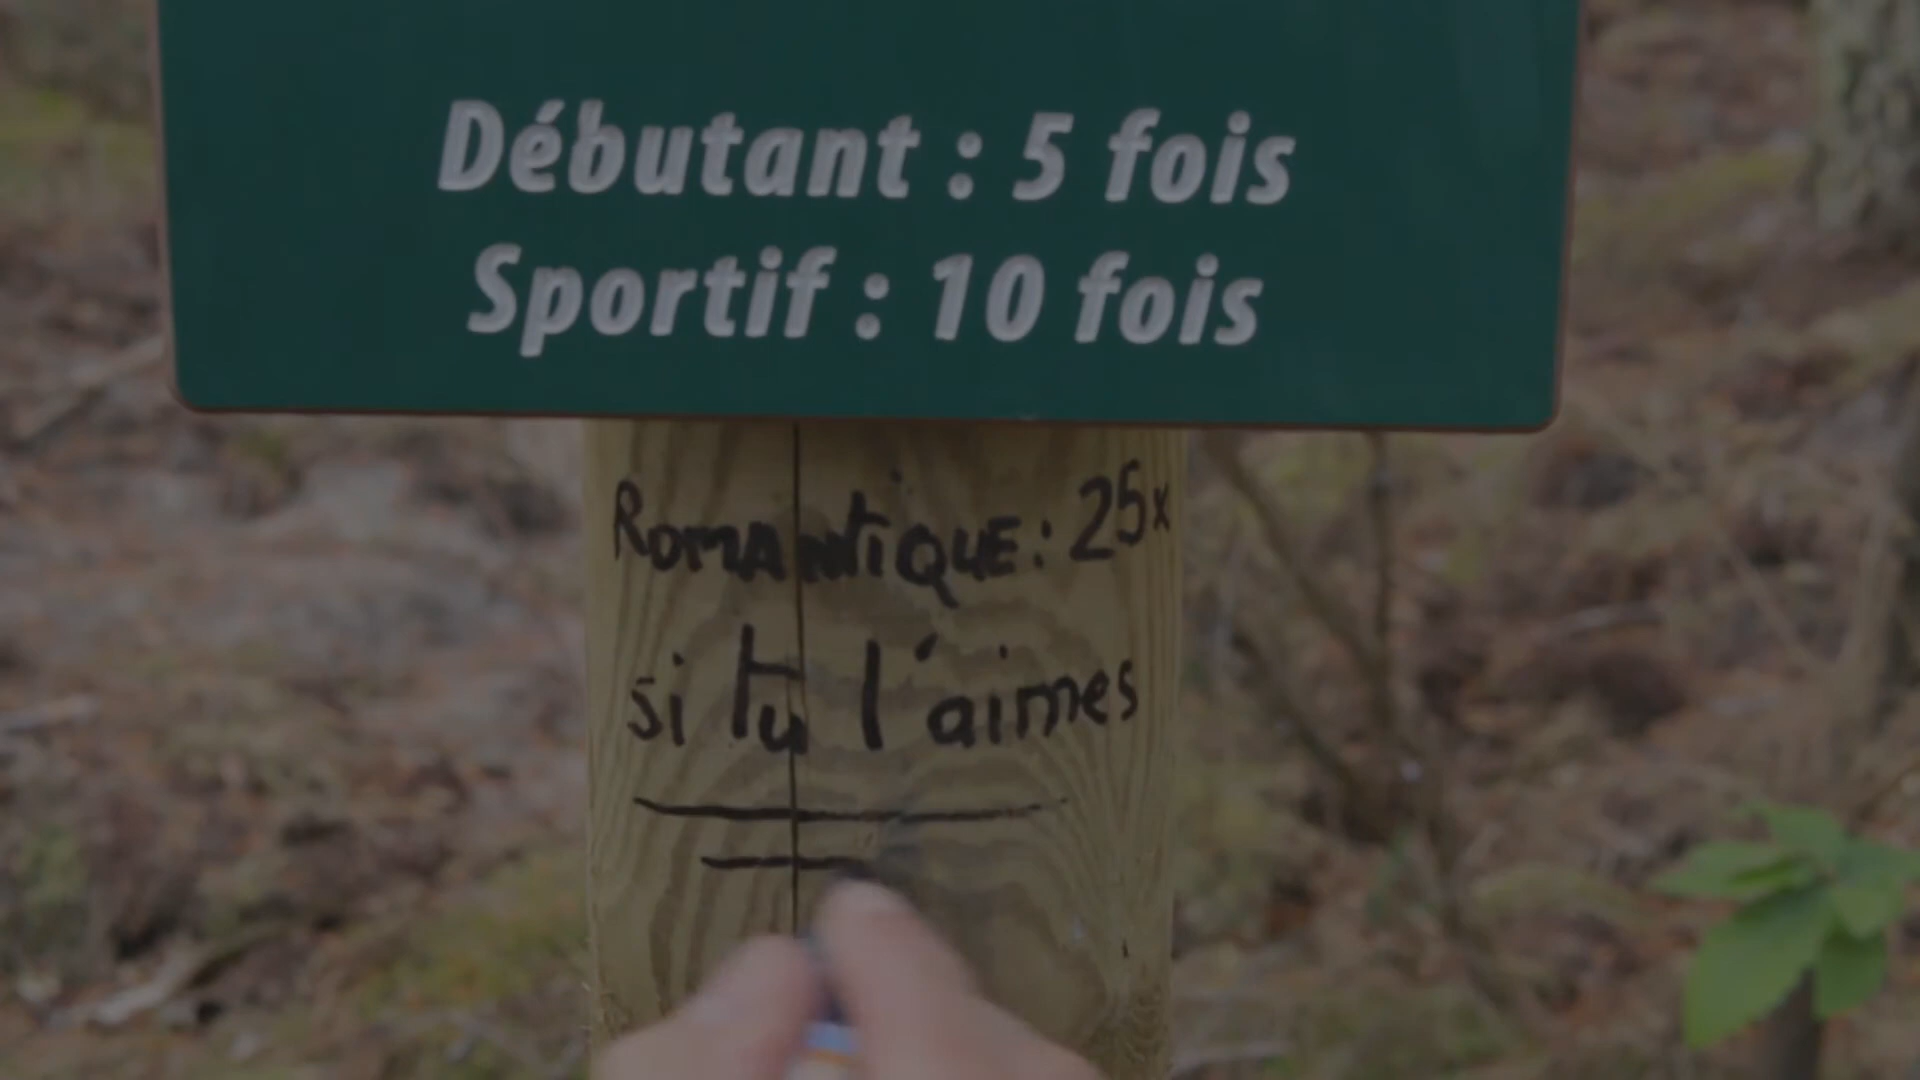 Débutant : 5 fois
Sportif : 10 fois
ROMANTIQUE : 25x
si tu l'aimes